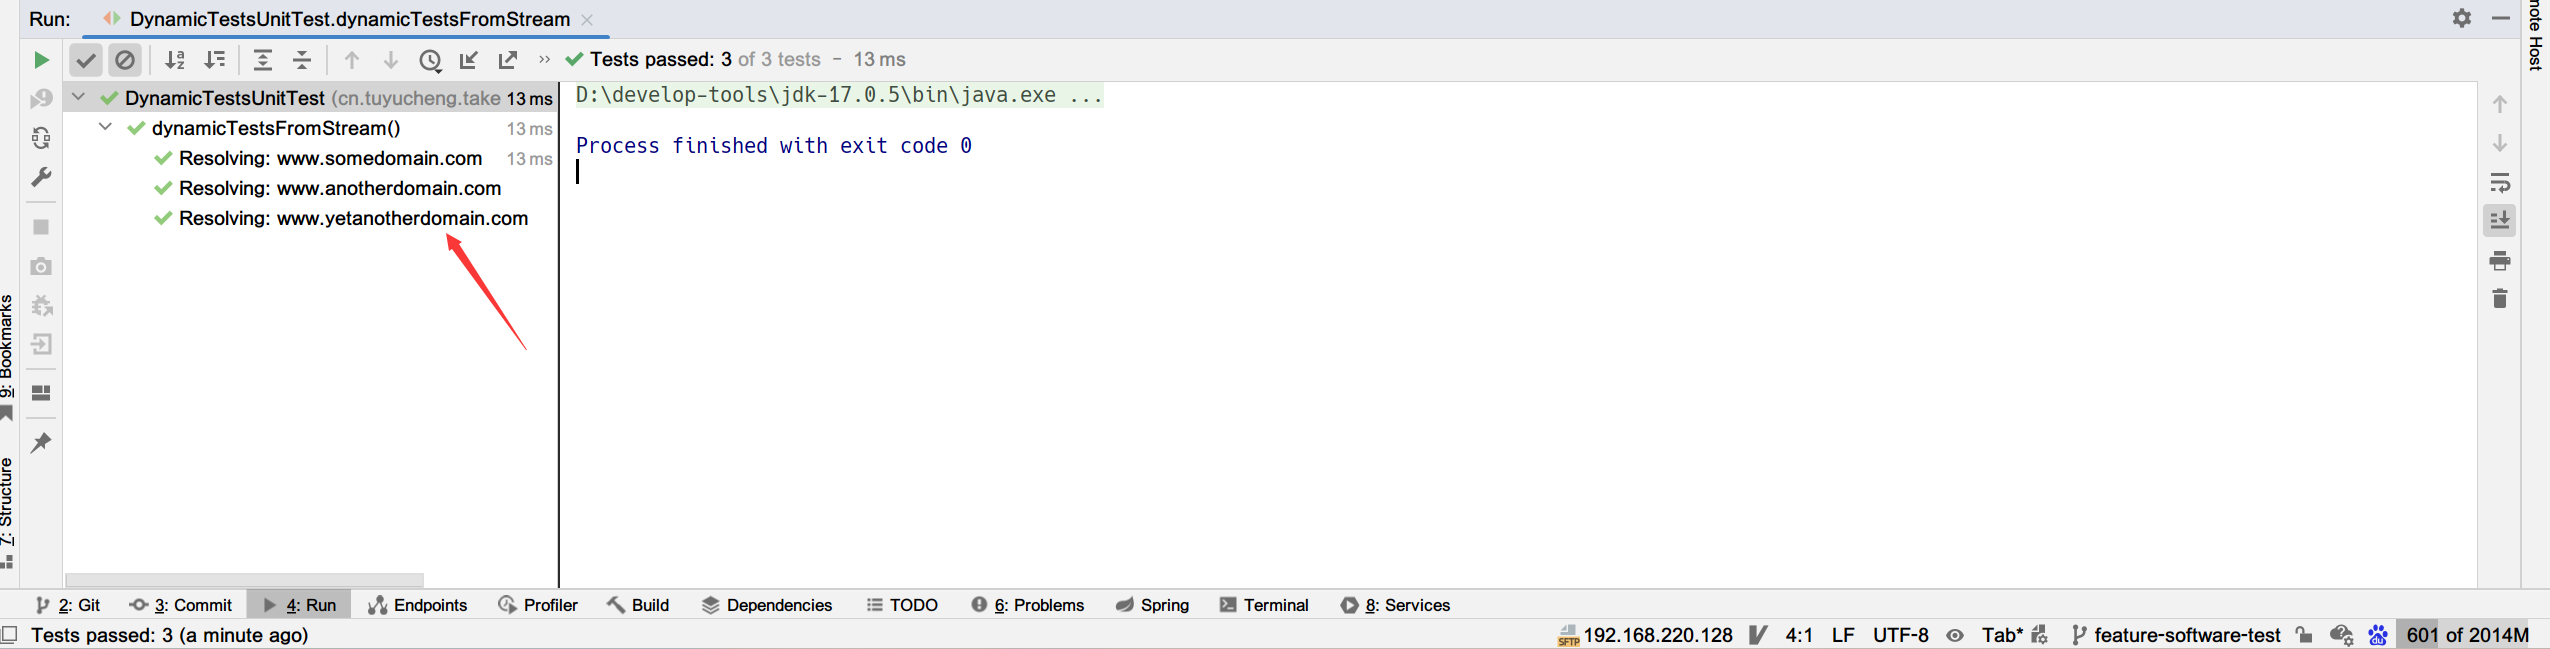 Run: DynamicTestsUnitTest.dynamicTestsFromStream
Tests passed: 3 of 3 tests – 13 ms
DynamicTestsUnitTest (cn.tuyucheng.take 13 ms
dynamicTestsFromStream() 13 ms
Resolving: www.somedomain.com 13 ms
Resolving: www.anotherdomain.com
Resolving: www.yetanotherdomain.com
D:\develop-tools\jdk-17.0.5\bin\java.exe ...
Process finished with exit code 0
note Host
9: Bookmarks
7: Structure
2: Git 3: Commit 4: Run Endpoints Profiler Build Dependencies TODO 6: Problems Spring Terminal 8: Services
Tests passed: 3 (a minute ago) SFTP 192.168.220.128 4:1 LF UTF-8 Tab* feature-software-test du 601 of 2014M